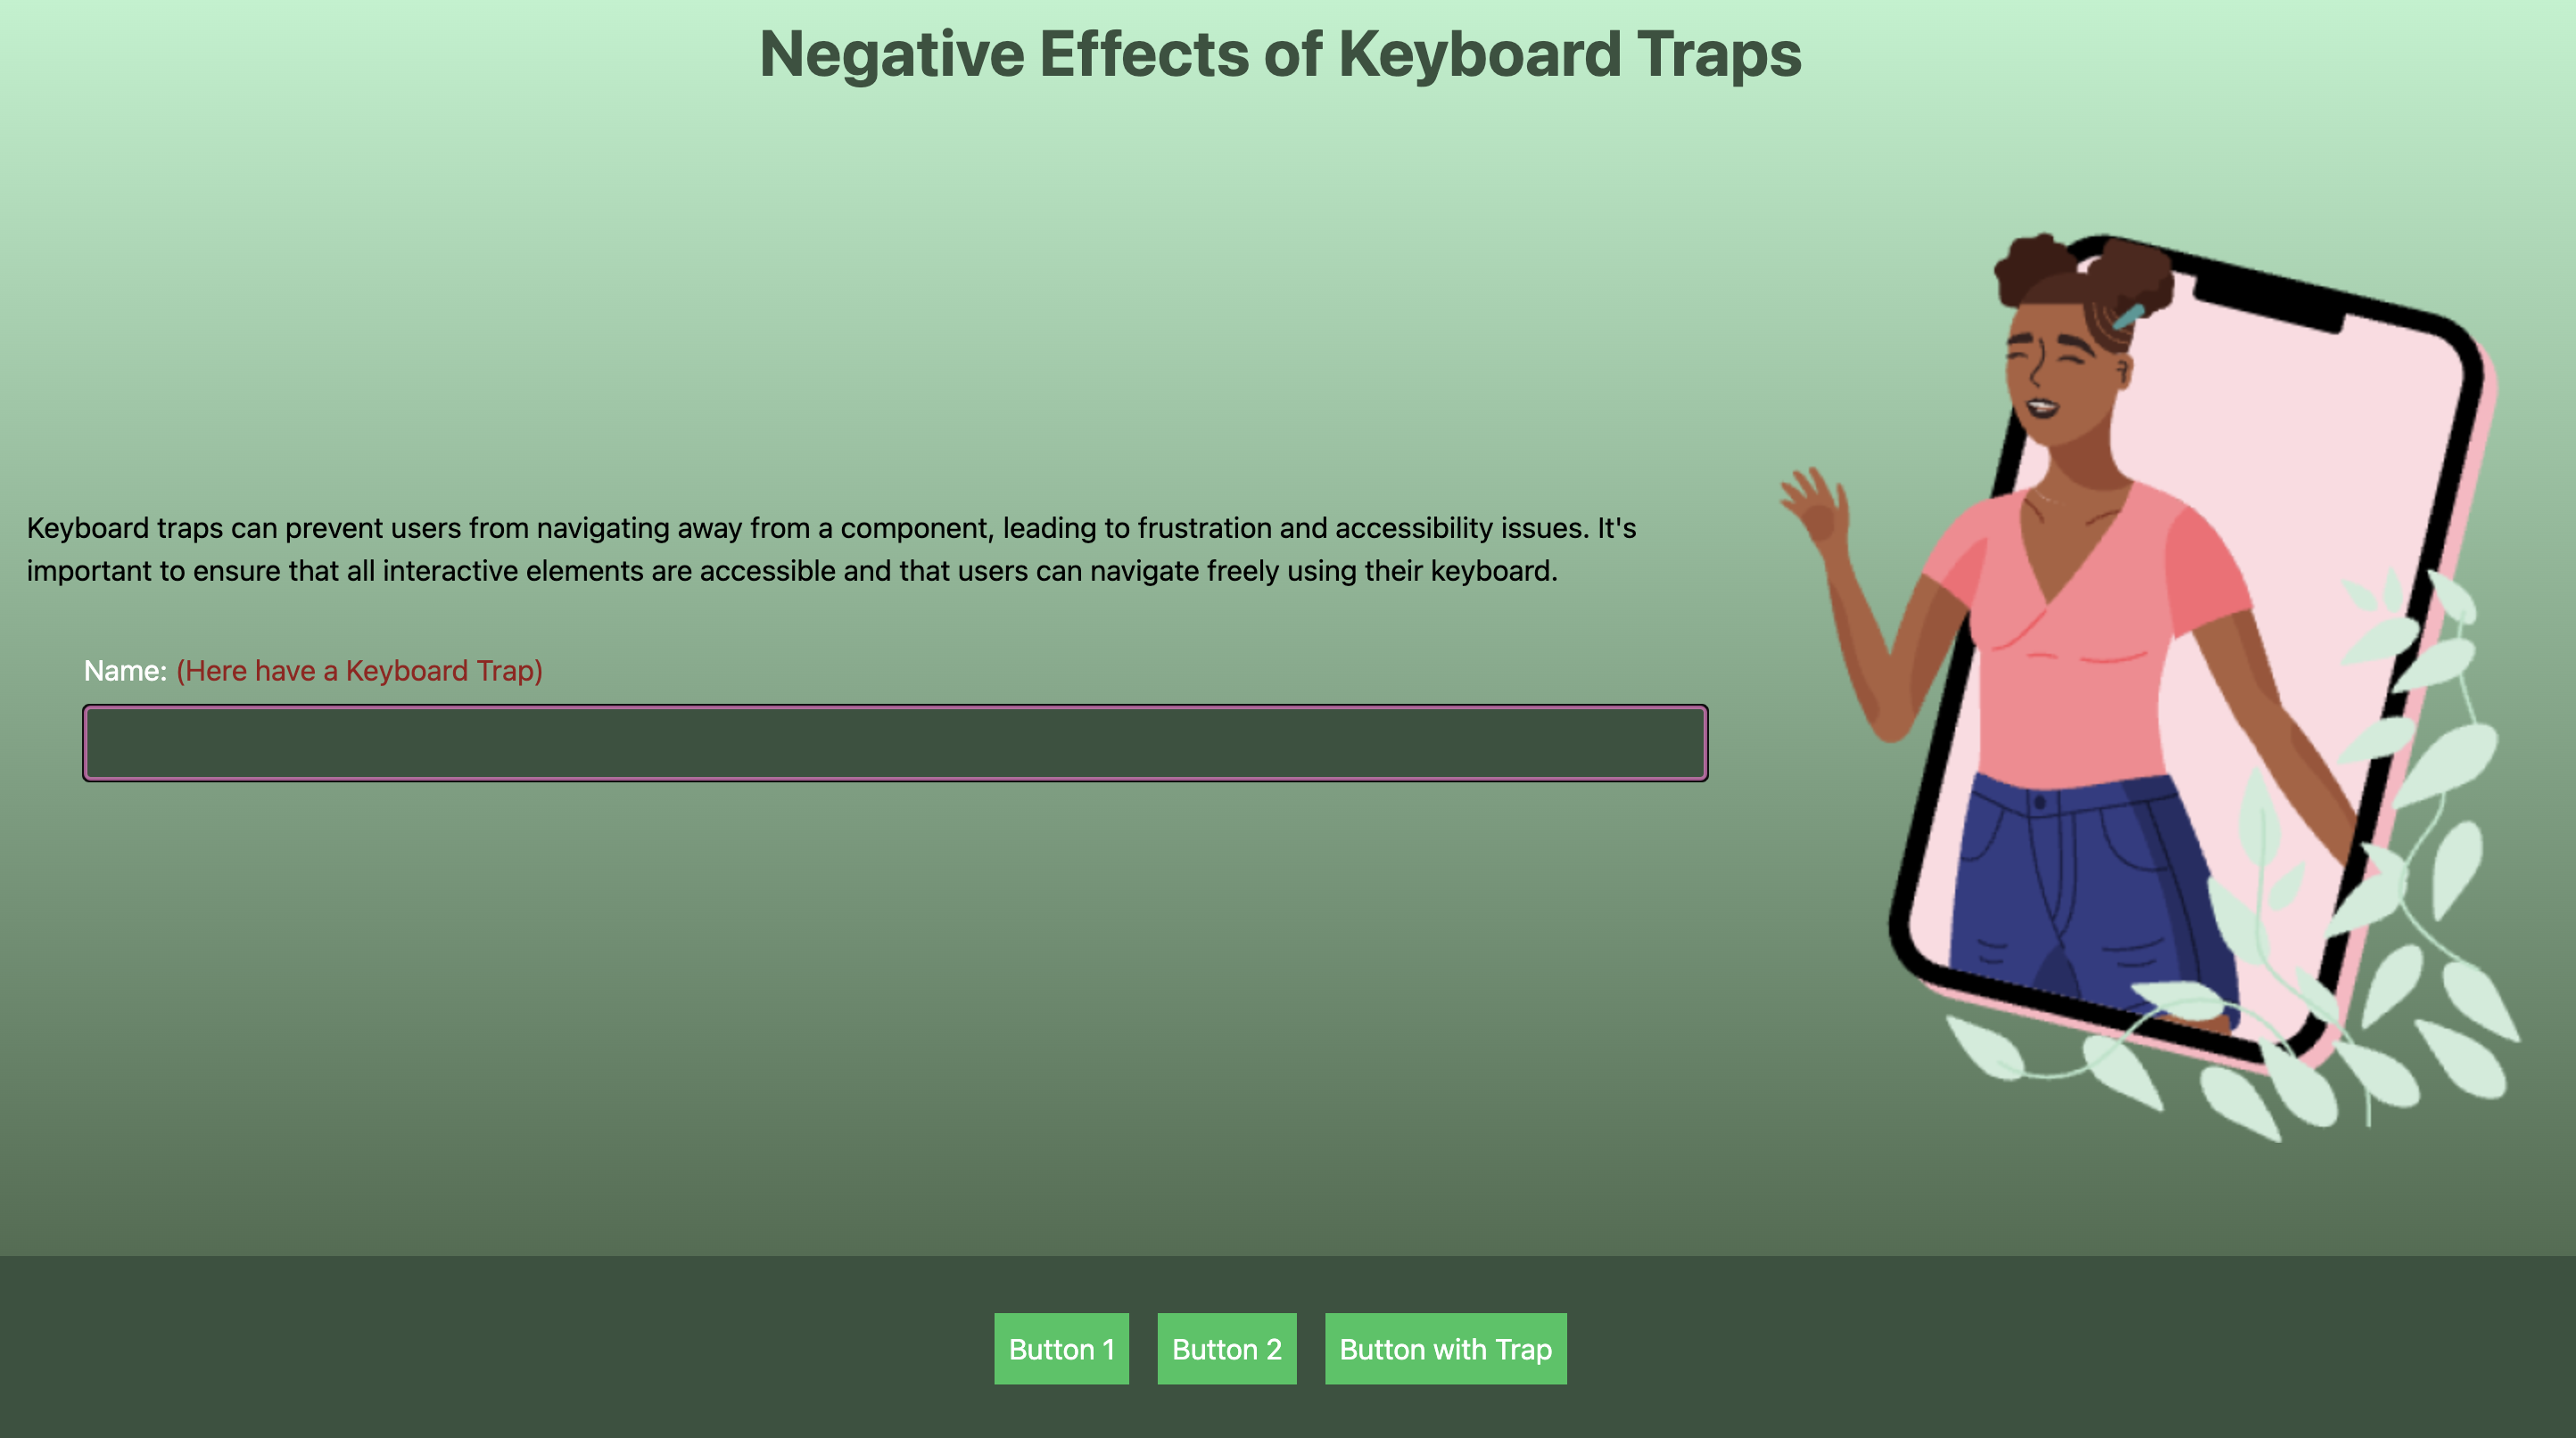 Negative Effects of Keyboard Traps
Keyboard traps can prevent users from navigating away from a component, leading to frustration and accessibility issues. It's
important to ensure that all interactive elements are accessible and that users can navigate freely using their keyboard.
Name: (Here have a Keyboard Trap)
Button 1
Button 2
Button with Trap